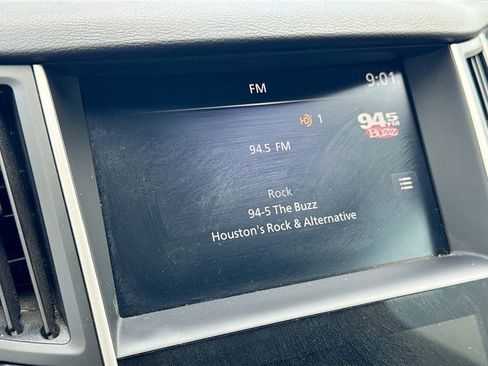 FM
9:01
HD 1
94.5 FM
94.5
FM
Buzz
Rock
94-5 The Buzz
Houston's Rock & Alternative